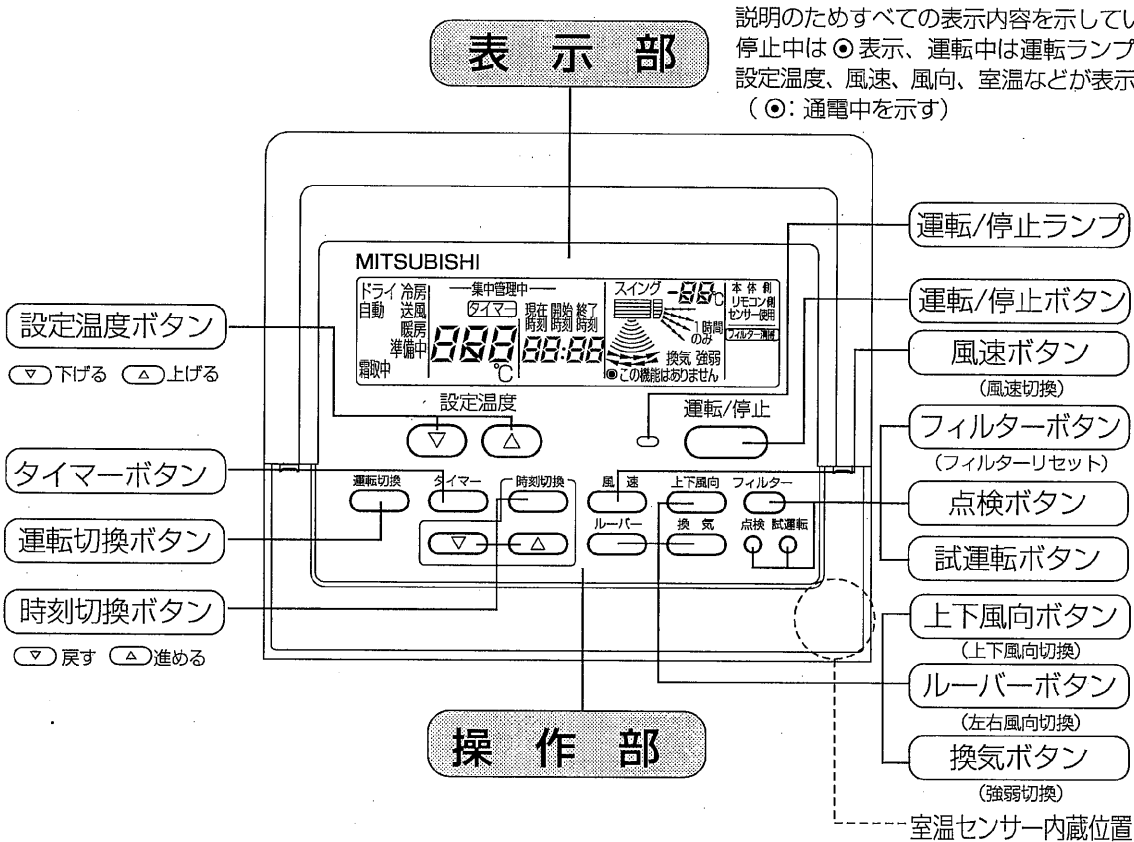 表示部
説明のためすべての表示内容を示してい
停止中は◉表示、運転中は運転ランプ
設定温度、風速、風向、室温などが表示
(◉:通電中を示す)
MITSUBISHI
ドライ 冷房
自動 送風
暖房
準備中
霜取中
集中管理中
タイマー
現在 開始 終了
時刻 時刻 時刻
888
℃
88:88
スイング
-88℃
1時間
のみ
換気 強弱
◉この機能はありません
本体側
リモコン側
センサー使用
フィルター清掃
設定温度
▽
△
運転/停止
運転切換
タイマー
時刻切換
▽
△
風速
上下風向
フィルター
ルーバー
換気
点検
試運転
設定温度ボタン
▽下げる △上げる
タイマーボタン
運転切換ボタン
時刻切換ボタン
▽戻す △進める
運転/停止ランプ
運転/停止ボタン
風速ボタン
(風速切換)
フィルターボタン
(フィルターリセット)
点検ボタン
試運転ボタン
上下風向ボタン
(上下風向切換)
ルーバーボタン
(左右風向切換)
換気ボタン
(強弱切換)
室温センサー内蔵位置
操作部